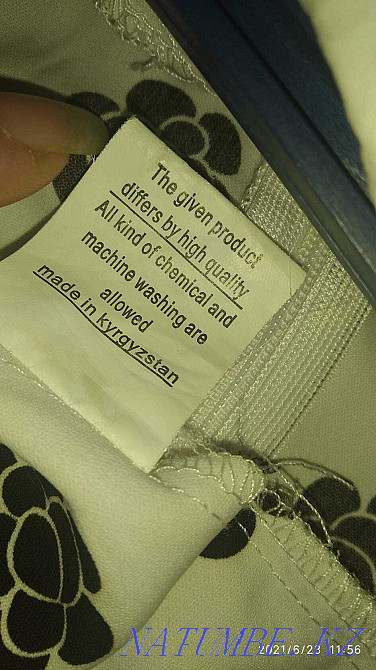 The given product
differs by high quality
All kind of chemical and
machine washing are
allowed
made in kyrgyzstan
NATUMBE.KZ
2021/6/23 11:56